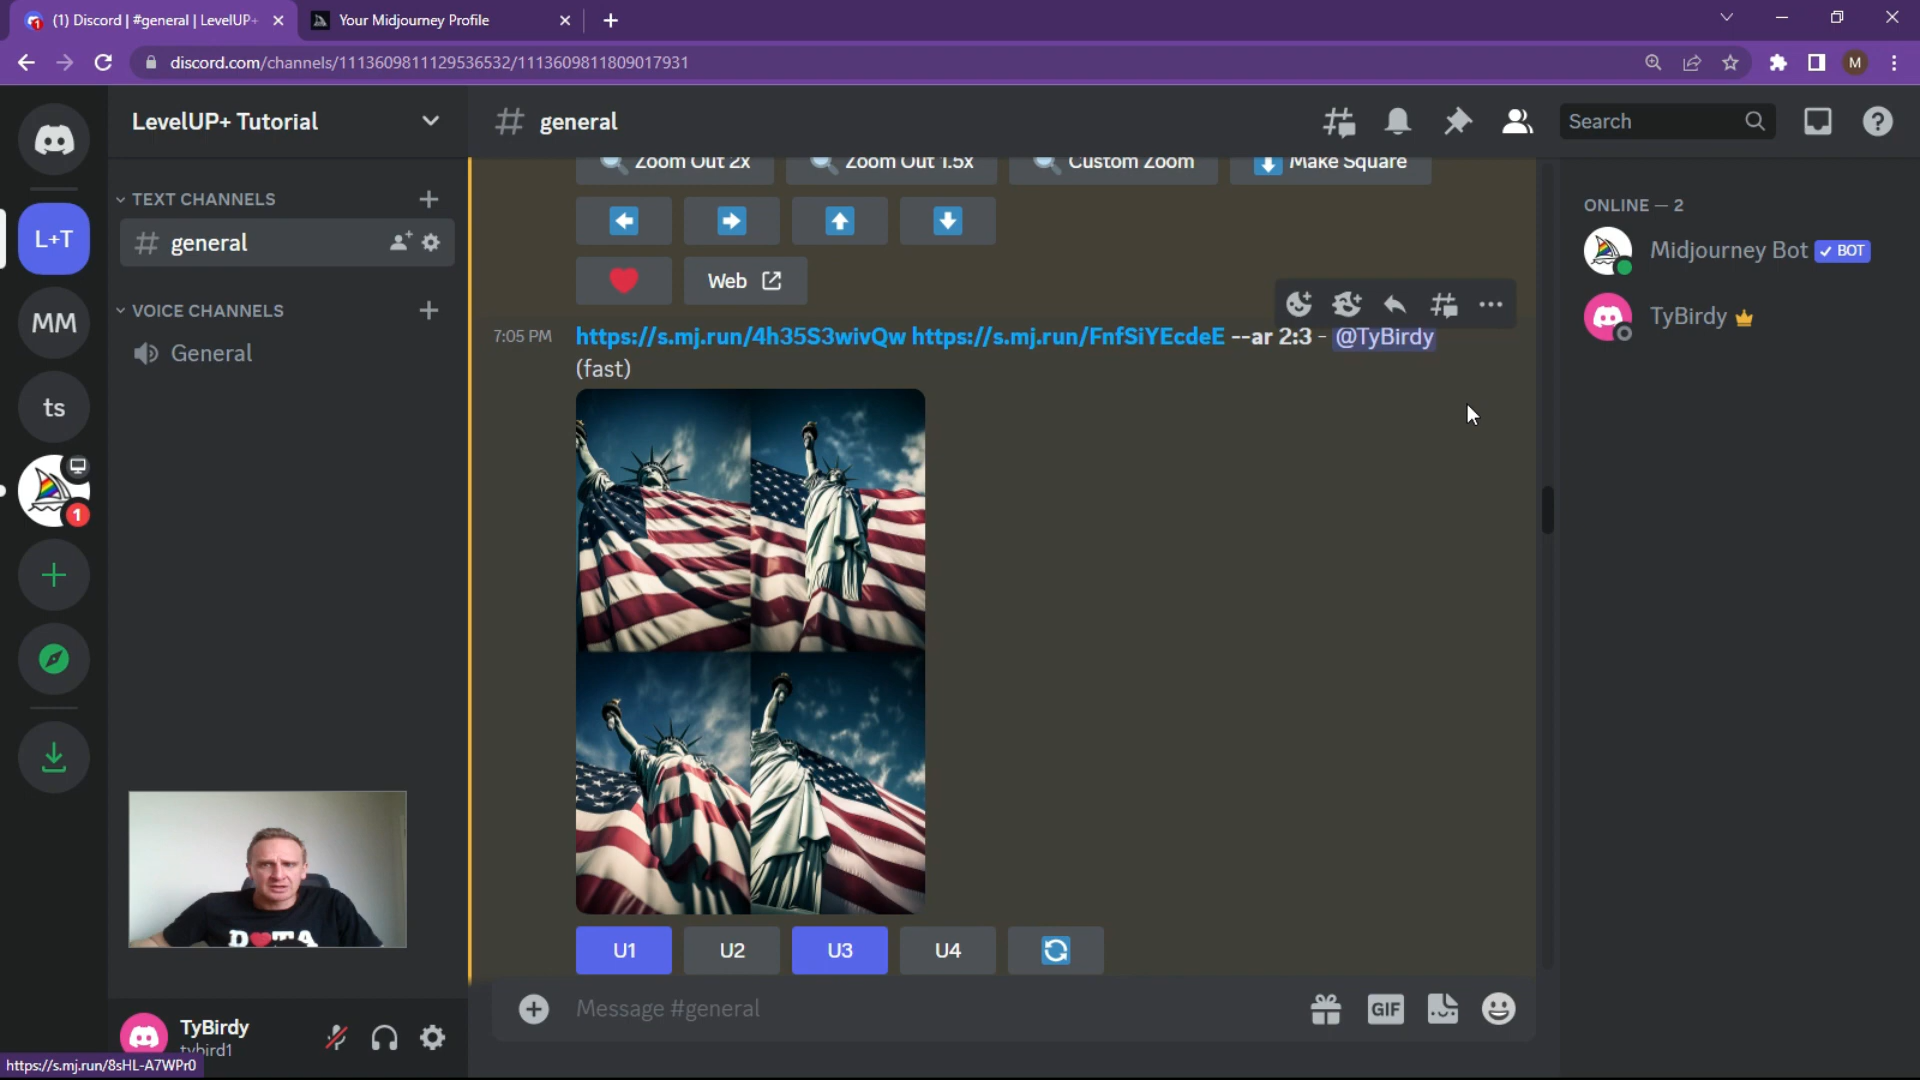 (1) Discord | #general | LevelUP+
Your Midjourney Profile
discord.com/channels/1113609811129536532/1113609811809017931
M
LevelUP+ Tutorial
# general
Search
TEXT CHANNELS
general
VOICE CHANNELS
General
L+T
MM
ts
1
Zoom Out 2x
Zoom Out 1.5x
Custom Zoom
Make Square
Web
7:05 PM
https://s.mj.run/4h35S3wivQw https://s.mj.run/FnfSiYEcdeE --ar 2:3 - @TyBirdy
(fast)
U1
U2
U3
U4
Message #general
GIF
ONLINE — 2
Midjourney Bot
BOT
TyBirdy
TyBirdy
tybird1
https://s.mj.run/8sHL-A7WPr0